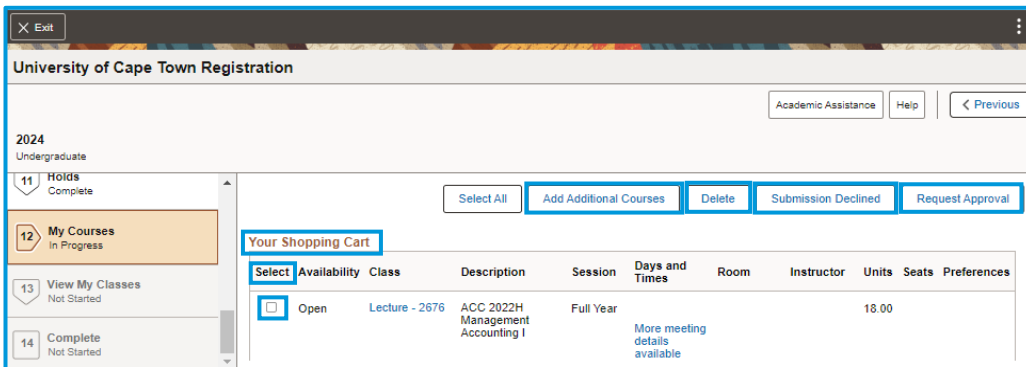 Exit
University of Cape Town Registration
Academic Assistance Help Previous
2024
Undergraduate
11 Holds
Complete
12 My Courses
In Progress
13 View My Classes
Not Started
14 Complete
Not Started
Select All Add Additional Courses Delete Submission Declined Request Approval
Your Shopping Cart
Select Availability Class Description Session Days and Times Room Instructor Units Seats Preferences
Open Lecture - 2676 ACC 2022H Full Year 18.00
Management
Accounting I
More meeting
details
available